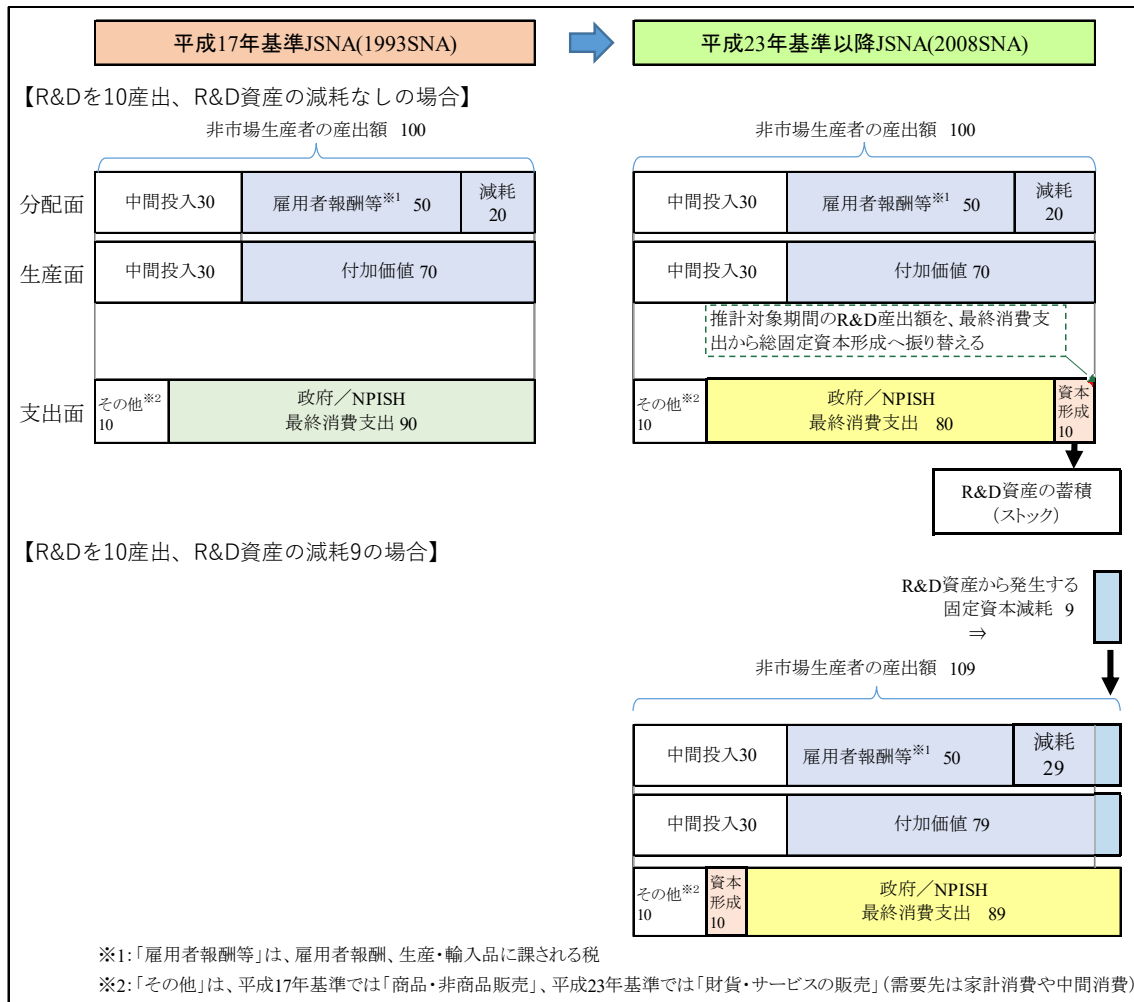 平成17年基準JSNA(1993SNA)
平成23年基準以降JSNA(2008SNA)
【R&Dを10産出、R&D資産の減耗なしの場合】
非市場生産者の産出額 100
非市場生産者の産出額 100
分配面
中間投入30
雇用者報酬等※1 50
減耗
20
中間投入30
雇用者報酬等※1 50
減耗
20
生産面
中間投入30
付加価値 70
中間投入30
付加価値 70
推計対象期間のR&D産出額を、最終消費支
出から総固定資本形成へ振り替える
支出面
その他※2
10
政府/NPISH
最終消費支出 90
その他※2
10
政府/NPISH
最終消費支出 80
資本
形成
10
R&D資産の蓄積
(ストック)
【R&Dを10産出、R&D資産の減耗9の場合】
R&D資産から発生する
固定資本減耗 9
⇒
非市場生産者の産出額 109
中間投入30
雇用者報酬等※1 50
減耗
29
中間投入30
付加価値 79
その他※2
10
資本
形成
10
政府/NPISH
最終消費支出 89
※1:「雇用者報酬等」は、雇用者報酬、生産・輸入品に課される税
※2:「その他」は、平成17年基準では「商品・非商品販売」、平成23年基準では「財貨・サービスの販売」(需要先は家計消費や中間消費)